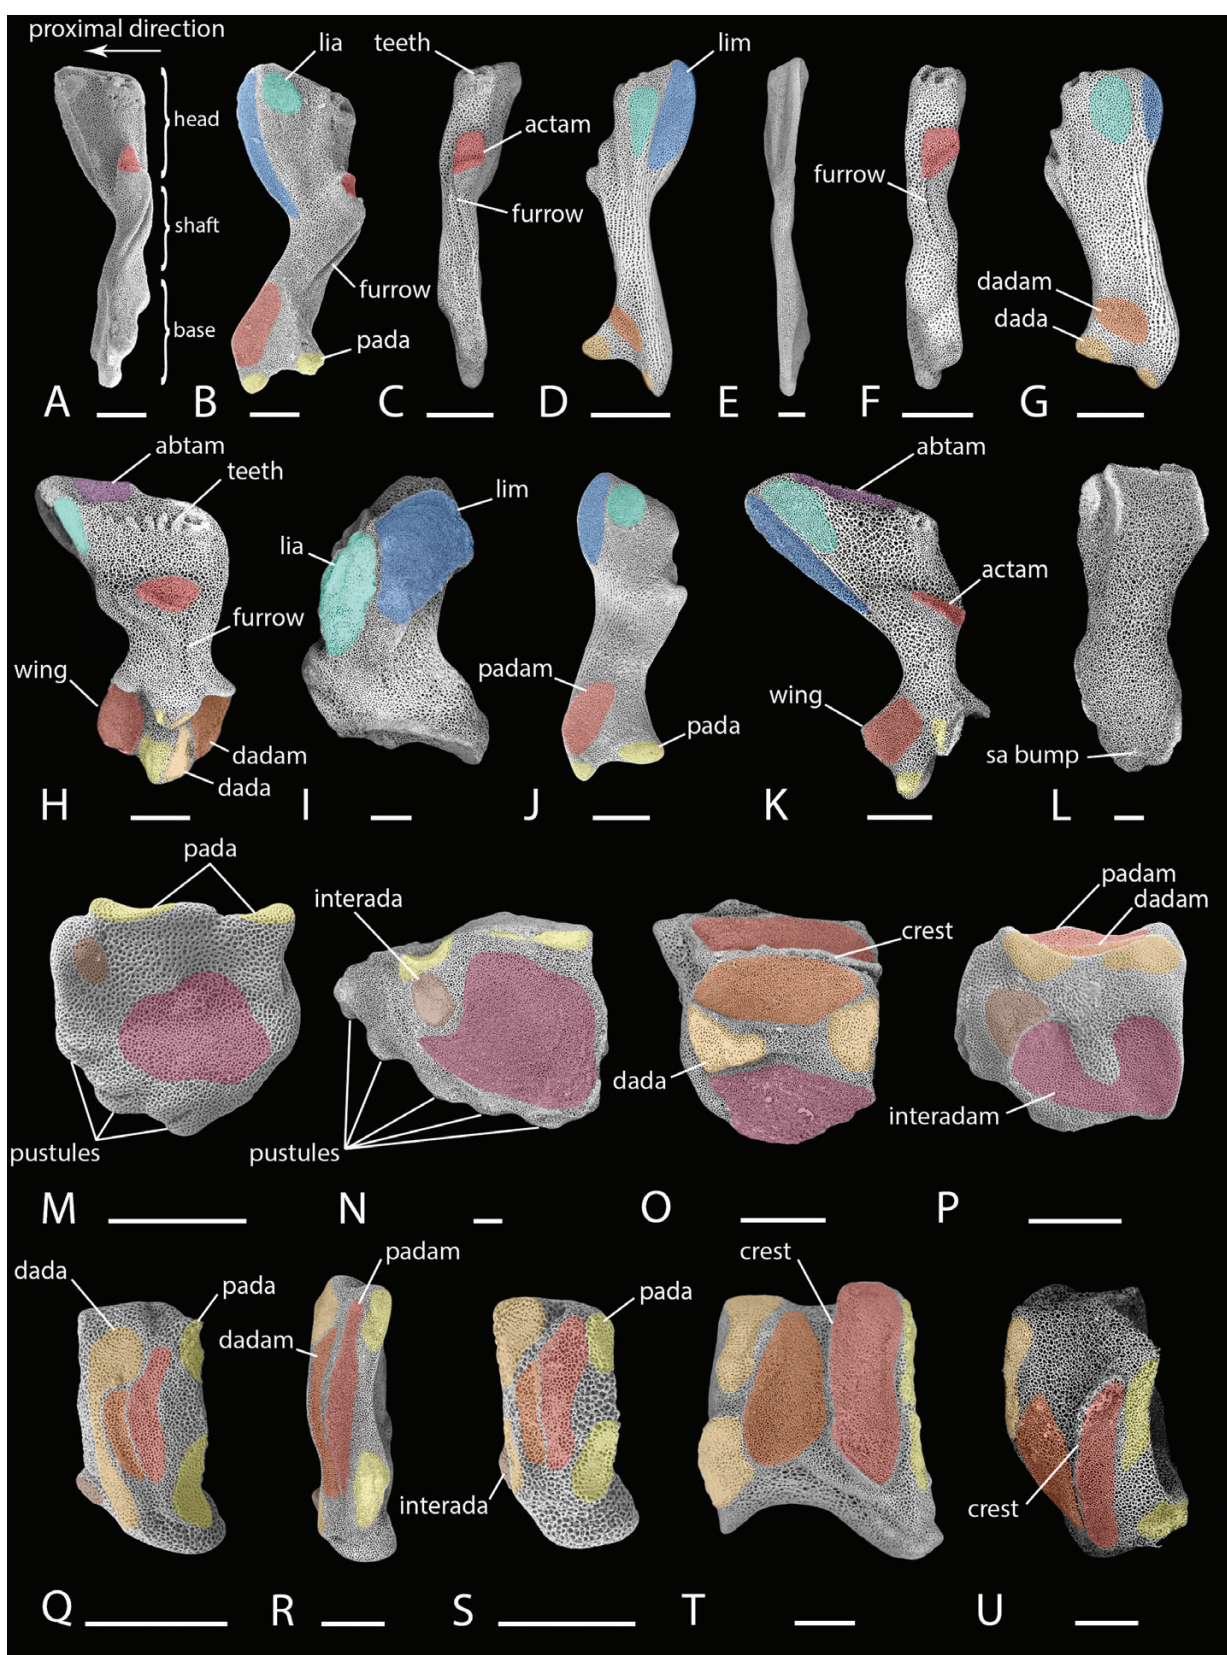 proximal direction
lia
teeth
lim
head
actam
furrow
shaft
furrow
furrow
dadam
base
pada
dada
A
B
C
D
E
F
G
abtam
teeth
lim
abtam
lia
actam
furrow
wing
padam
wing
pada
dadam
sa bump
dada
H
I
J
K
L
pada
padam
interada
dadam
crest
dada
interadam
pustules
pustules
M
N
O
P
padam
crest
dada
pada
pada
dadam
interada
crest
Q
R
S
T
U